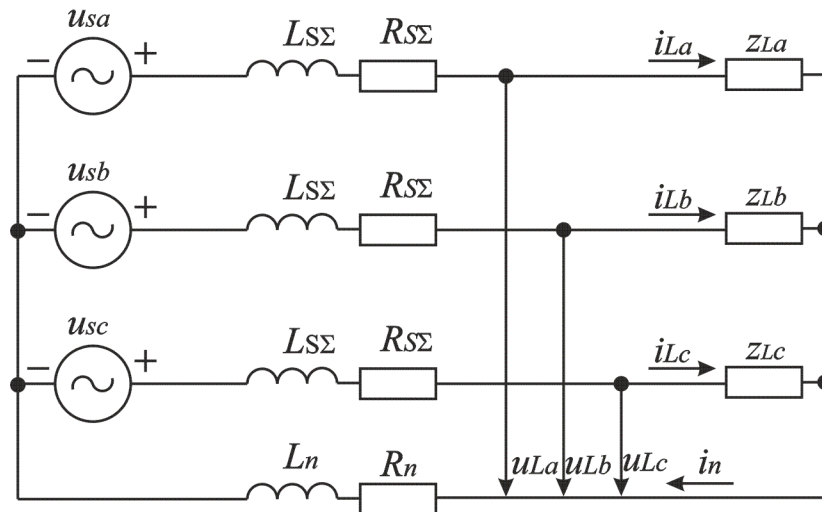 usa
− + LSΣ RSΣ iLa zLa
usb
− + LSΣ RSΣ iLb zLb
usc
− + LSΣ RSΣ iLc zLc
Ln Rn uLa uLb uLc in